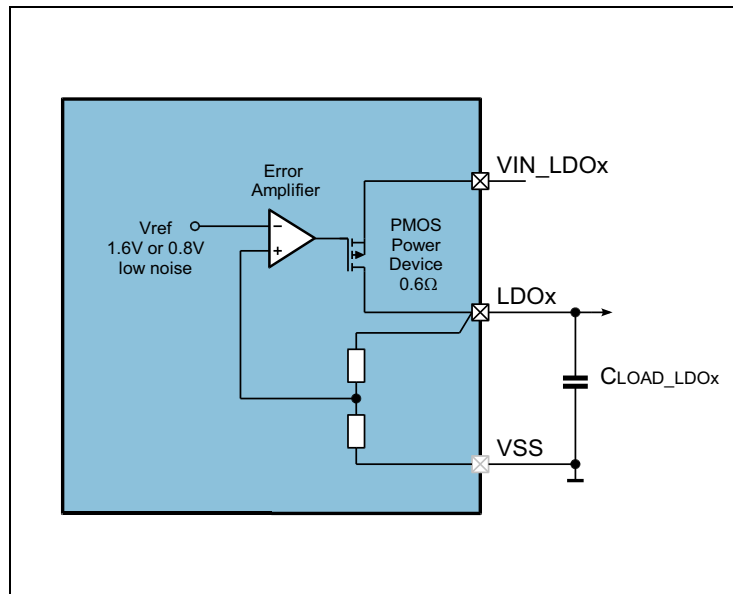 VIN_LDOx
Error
Amplifier
Vref
1.6V or 0.8V
low noise
−
+
PMOS
Power
Device
0.6Ω
LDOx
CLOAD_LDOx
VSS